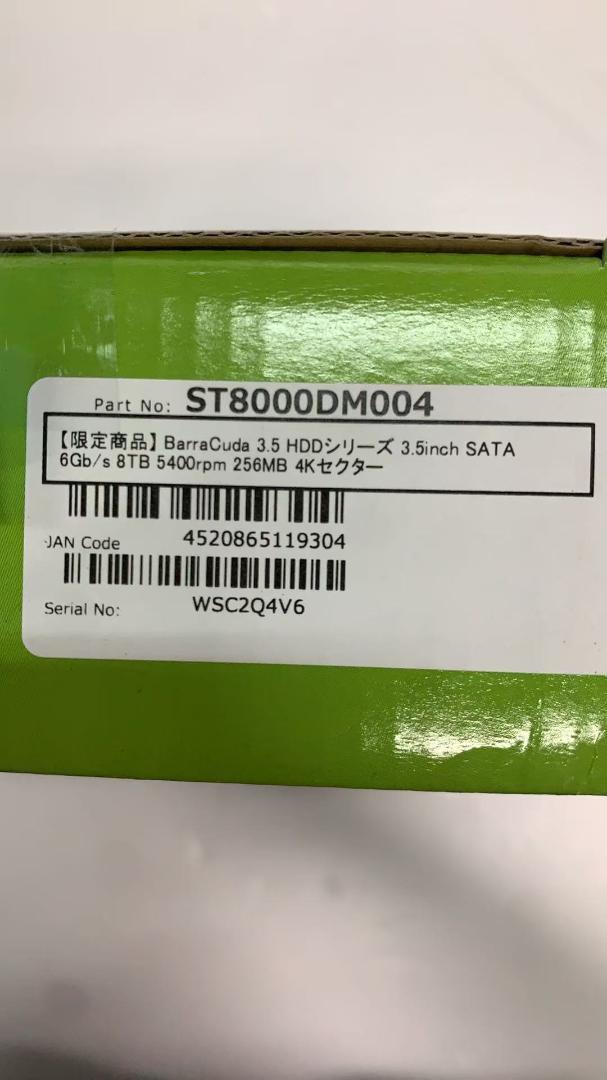 Part No: ST8000DM004
【限定商品】BarraCuda 3.5 HDDシリーズ 3.5inch SATA
6Gb/s 8TB 5400rpm 256MB 4Kセクター
JAN Code 4520865119304
Serial No: WSC2Q4V6